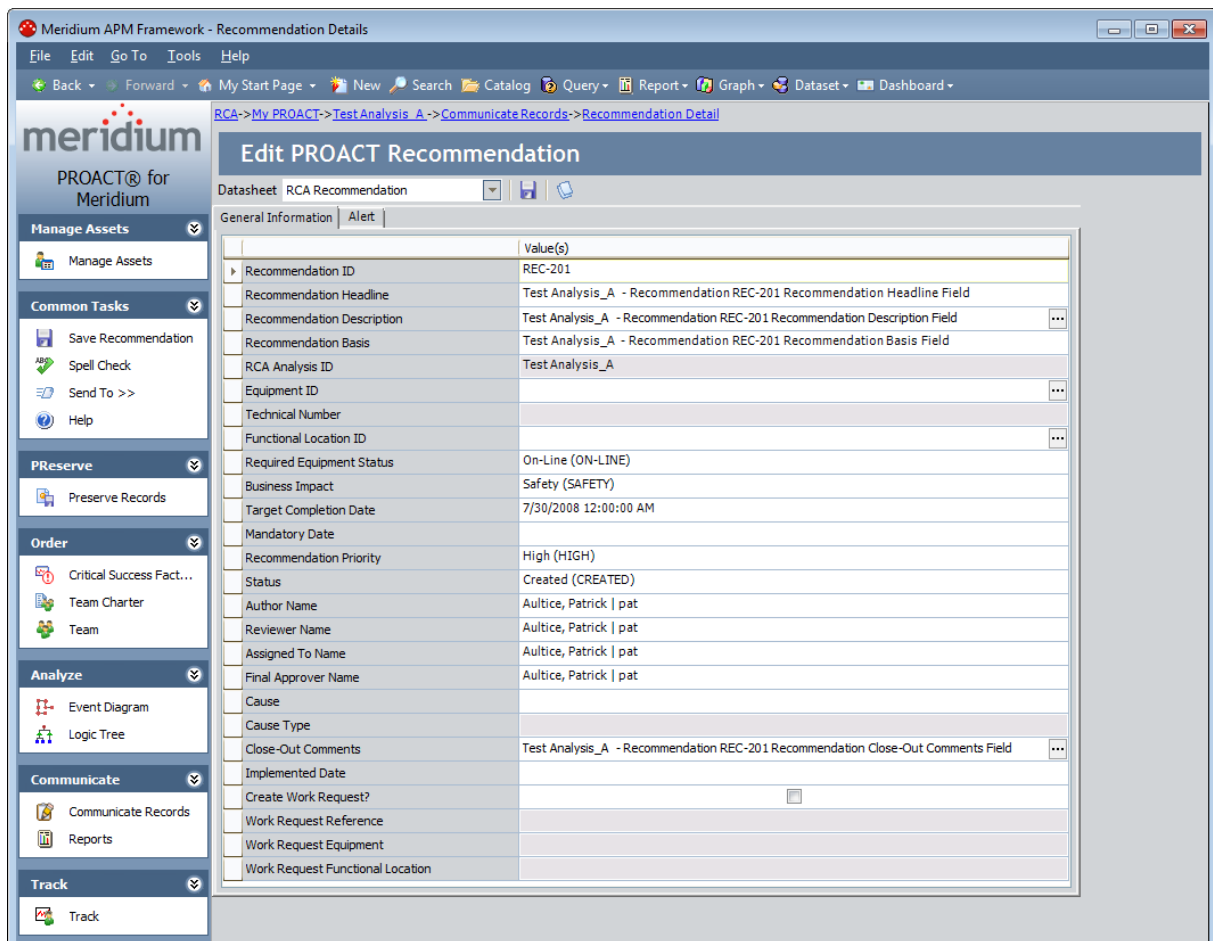 Meridium APM Framework - Recommendation Details
File Edit Go To Tools Help
Back Forward My Start Page New Search Catalog Query Report Graph Dataset Dashboard
meridium
PROACT® for
Meridium
Manage Assets
Manage Assets
Common Tasks
Save Recommendation
ABC
Spell Check
Send To >>
Help
PReserve
Preserve Records
Order
Critical Success Fact...
Team Charter
Team
Analyze
Event Diagram
Logic Tree
Communicate
Communicate Records
Reports
Track
Track
RCA->My PROACT->Test Analysis_A ->Communicate Records->Recommendation Detail
Edit PROACT Recommendation
Datasheet RCA Recommendation
General Information Alert
Value(s)
Recommendation ID REC-201
Recommendation Headline Test Analysis_A - Recommendation REC-201 Recommendation Headline Field
Recommendation Description Test Analysis_A - Recommendation REC-201 Recommendation Description Field ...
Recommendation Basis Test Analysis_A - Recommendation REC-201 Recommendation Basis Field
RCA Analysis ID Test Analysis_A
Equipment ID ...
Technical Number
Functional Location ID ...
Required Equipment Status On-Line (ON-LINE)
Business Impact Safety (SAFETY)
Target Completion Date 7/30/2008 12:00:00 AM
Mandatory Date
Recommendation Priority High (HIGH)
Status Created (CREATED)
Author Name Aultice, Patrick | pat
Reviewer Name Aultice, Patrick | pat
Assigned To Name Aultice, Patrick | pat
Final Approver Name Aultice, Patrick | pat
Cause
Cause Type
Close-Out Comments Test Analysis_A - Recommendation REC-201 Recommendation Close-Out Comments Field ...
Implemented Date
Create Work Request?
Work Request Reference
Work Request Equipment
Work Request Functional Location